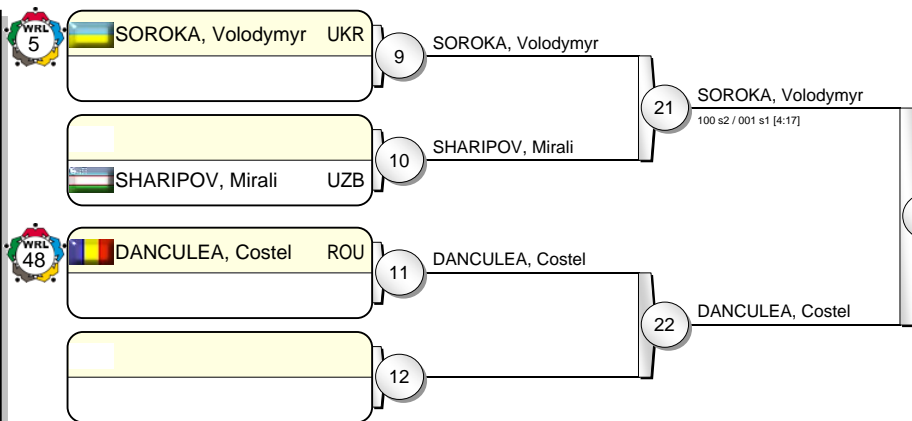 WRL
5
SOROKA, Volodymyr UKR
9
SOROKA, Volodymyr
21
SOROKA, Volodymyr
100 s2 / 001 s1 [4:17]
10
SHARIPOV, Mirali
SHARIPOV, Mirali UZB
WRL
48
DANCULEA, Costel ROU
11
DANCULEA, Costel
22
DANCULEA, Costel
12